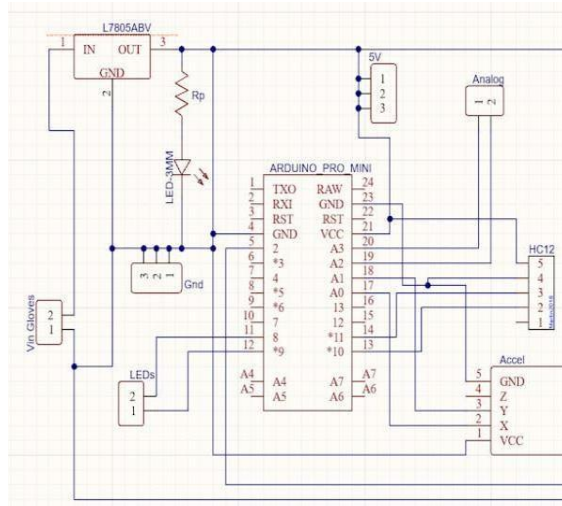 L7805ABV
1 IN OUT 3
GND
2
Rp
LED-3MM
5V
1
2
3
Analog
1 2
ARDUINO_PRO_MINI
1 TXO RAW 24
2 RXI GND 23
3 RST RST 22
4 GND VCC 21
5 2 A3 20
6 *3 A2 19
7 4 A1 18
8 *5 A0 17
9 *6 13 16
10 7 12 15
11 8 *11 14
12 *9 *10 13
A4 A4 A7 A7
A5 A5 A6 A6
3 2 1
Gnd
Vin Gloves
2
1
LEDs
2
1
HC12
5
4
3
2
1
Accel
5 GND
4 Z
3 Y
2 X
1 VCC